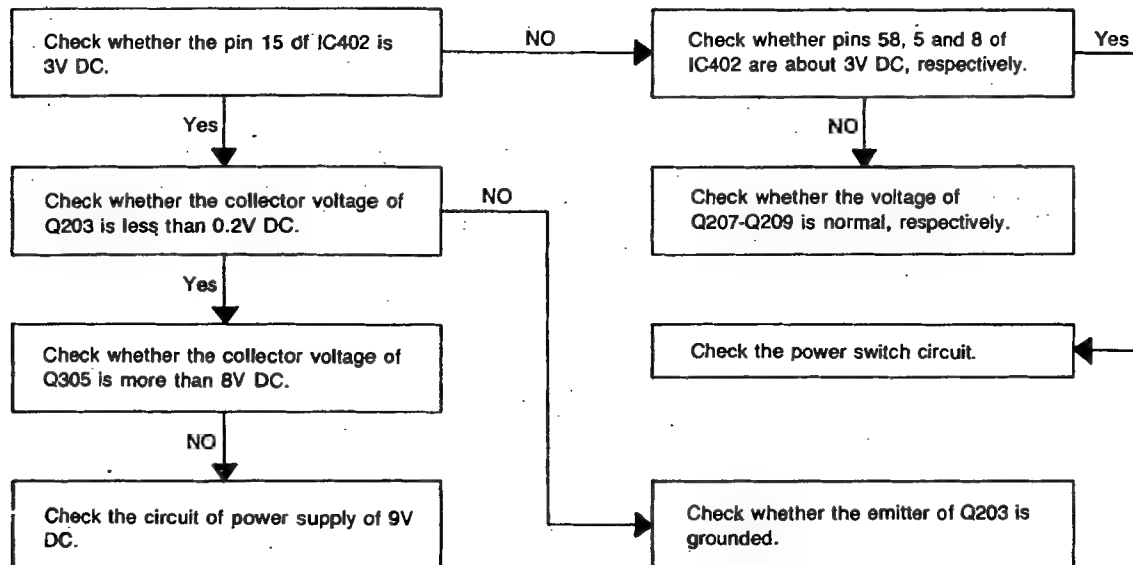 Check whether the pin 15 of IC402 is
3V DC.
NO
Check whether pins 58, 5 and 8 of
IC402 are about 3V DC, respectively.
Yes
Yes
NO
Check whether the collector voltage of
Q203 is less than 0.2V DC.
NO
Check whether the voltage of
Q207-Q209 is normal, respectively.
Yes
Check whether the collector voltage of
Q305 is more than 8V DC.
Check the power switch circuit.
NO
Check the circuit of power supply of 9V
DC.
Check whether the emitter of Q203 is
grounded.